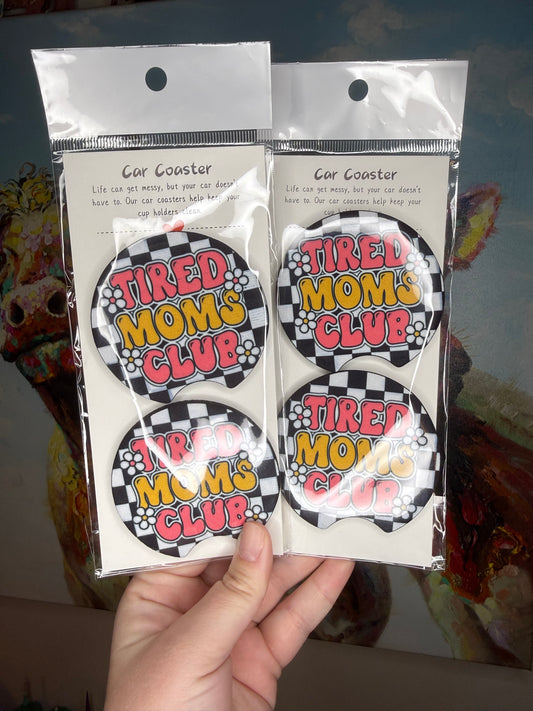 Car Coaster
Life can get messy, but your car doesn't
have to. Our car coasters help keep your
cup holders clean.
TIRED
MOMS
CLUB
TIRED
MOMS
CLUB
Car Coaster
Life can get messy, but your car doesn't
have to. Our car coasters help keep your
cup holders
TIRED
MOMS
CLUB
TIRED
MOMS
CLUB